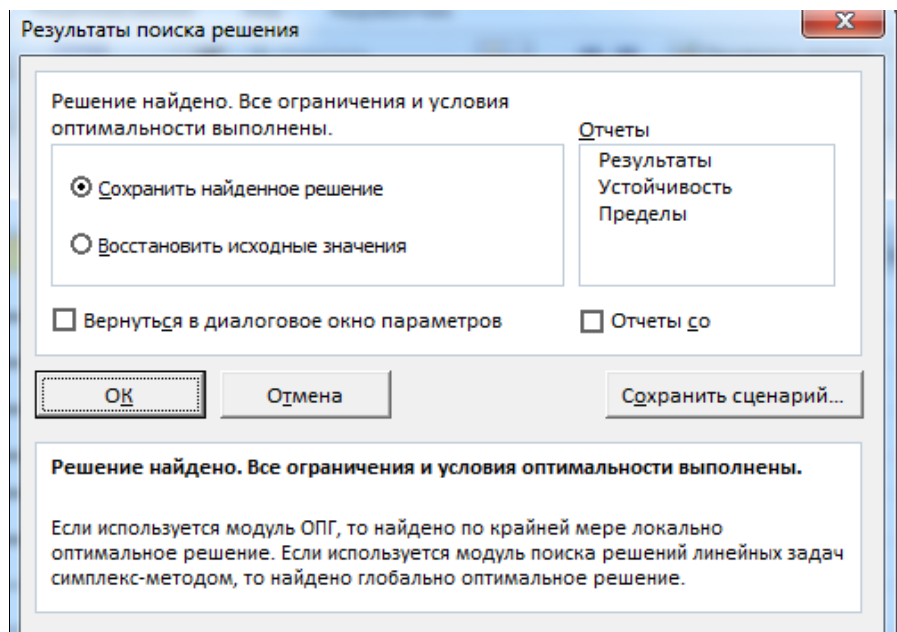 Результаты поиска решения
Решение найдено. Все ограничения и условия
оптимальности выполнены.
Сохранить найденное решение
Восстановить исходные значения
Отчеты
Результаты
Устойчивость
Пределы
Вернуться в диалоговое окно параметров
Отчеты со
ОК
Отмена
Сохранить сценарий...
Решение найдено. Все ограничения и условия оптимальности выполнены.
Если используется модуль ОПГ, то найдено по крайней мере локально
оптимальное решение. Если используется модуль поиска решений линейных задач
симплекс-методом, то найдено глобально оптимальное решение.